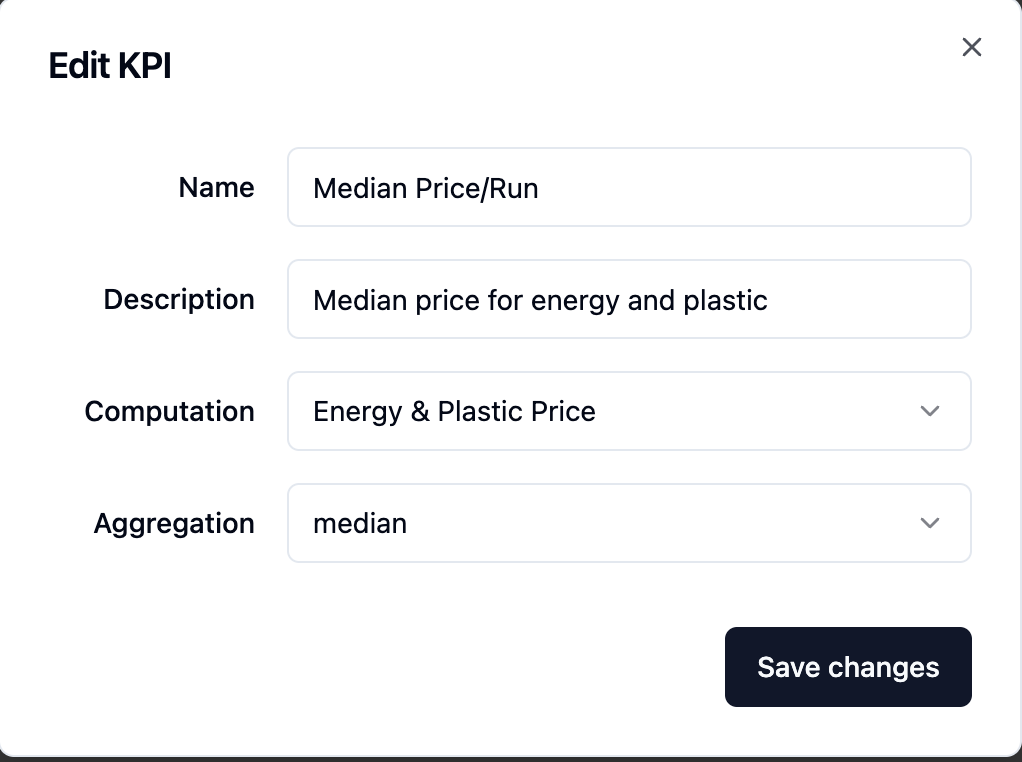 Edit KPI
Name
Median Price/Run
Description
Median price for energy and plastic
Computation
Energy & Plastic Price
Aggregation
median
Save changes